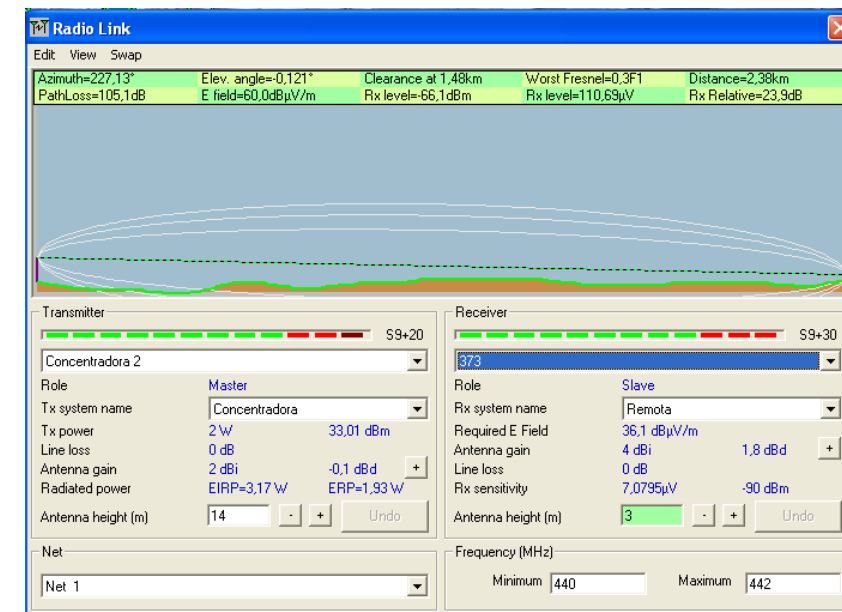 Radio Link
Edit View Swap
Azimuth=227,13° Elev. angle=-0,121° Clearance at 1,48km Worst Fresnel=0,3F1 Distance=2,38km
PathLoss=105,1dB E field=60,0dBµV/m Rx level=-66,1dBm Rx level=110,69µV Rx Relative=23,9dB
Transmitter
S9+20
Concentradora 2
Role Master
Tx system name Concentradora
Tx power 2 W 33,01 dBm
Line loss 0 dB
Antenna gain 2 dBi -0,1 dBd +
Radiated power EIRP=3,17 W ERP=1,93 W
Antenna height (m) 14 - + Undo
Net
Net 1
Receiver
S9+30
373
Role Slave
Rx system name Remota
Required E Field 36,1 dBµV/m
Antenna gain 4 dBi 1,8 dBd +
Line loss 0 dB
Rx sensitivity 7,0795µV -90 dBm
Antenna height (m) 3 - + Undo
Frequency (MHz)
Minimum 440 Maximum 442